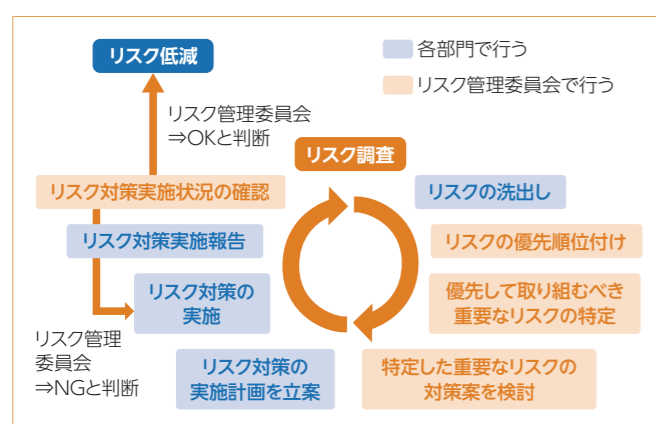 リスク低減
各部門で行う
リスク管理委員会で行う
リスク管理委員会
⇒OKと判断
リスク調査
リスク対策実施状況の確認
リスクの洗出し
リスク対策実施報告
リスクの優先順位付け
リスク対策の
実施
優先して取り組むべき
重要なリスクの特定
リスク管理
委員会
⇒NGと判断
リスク対策の
実施計画を立案
特定した重要なリスクの
対策案を検討